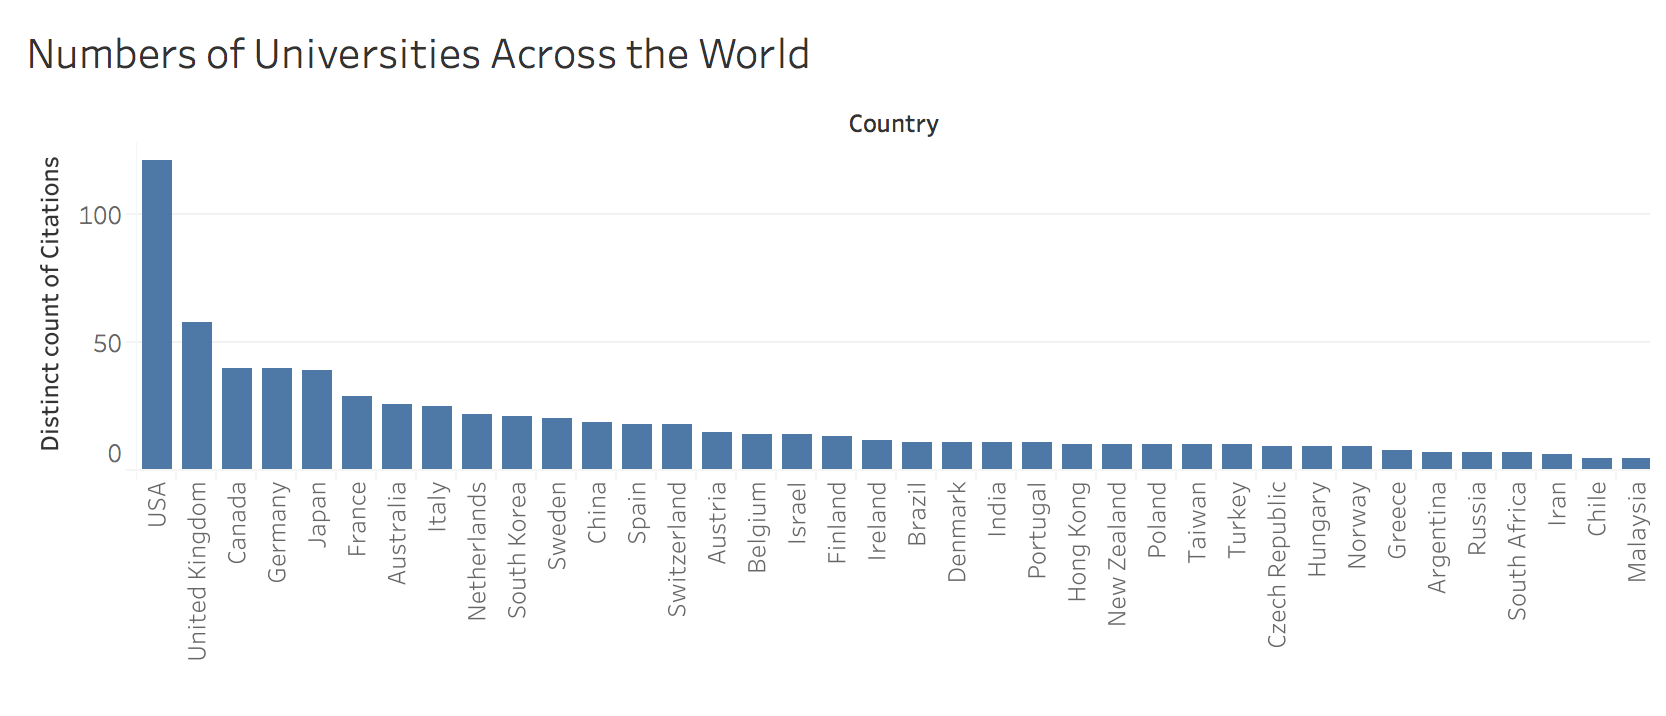 Numbers of Universities Across the World
Country
Distinct count of Citations
100
50
0
USA
United Kingdom
Canada
Germany
Japan
France
Australia
Italy
Netherlands
South Korea
Sweden
China
Spain
Switzerland
Austria
Belgium
Israel
Finland
Ireland
Brazil
Denmark
India
Portugal
Hong Kong
New Zealand
Poland
Taiwan
Turkey
Czech Republic
Hungary
Norway
Greece
Argentina
Russia
South Africa
Iran
Chile
Malaysia